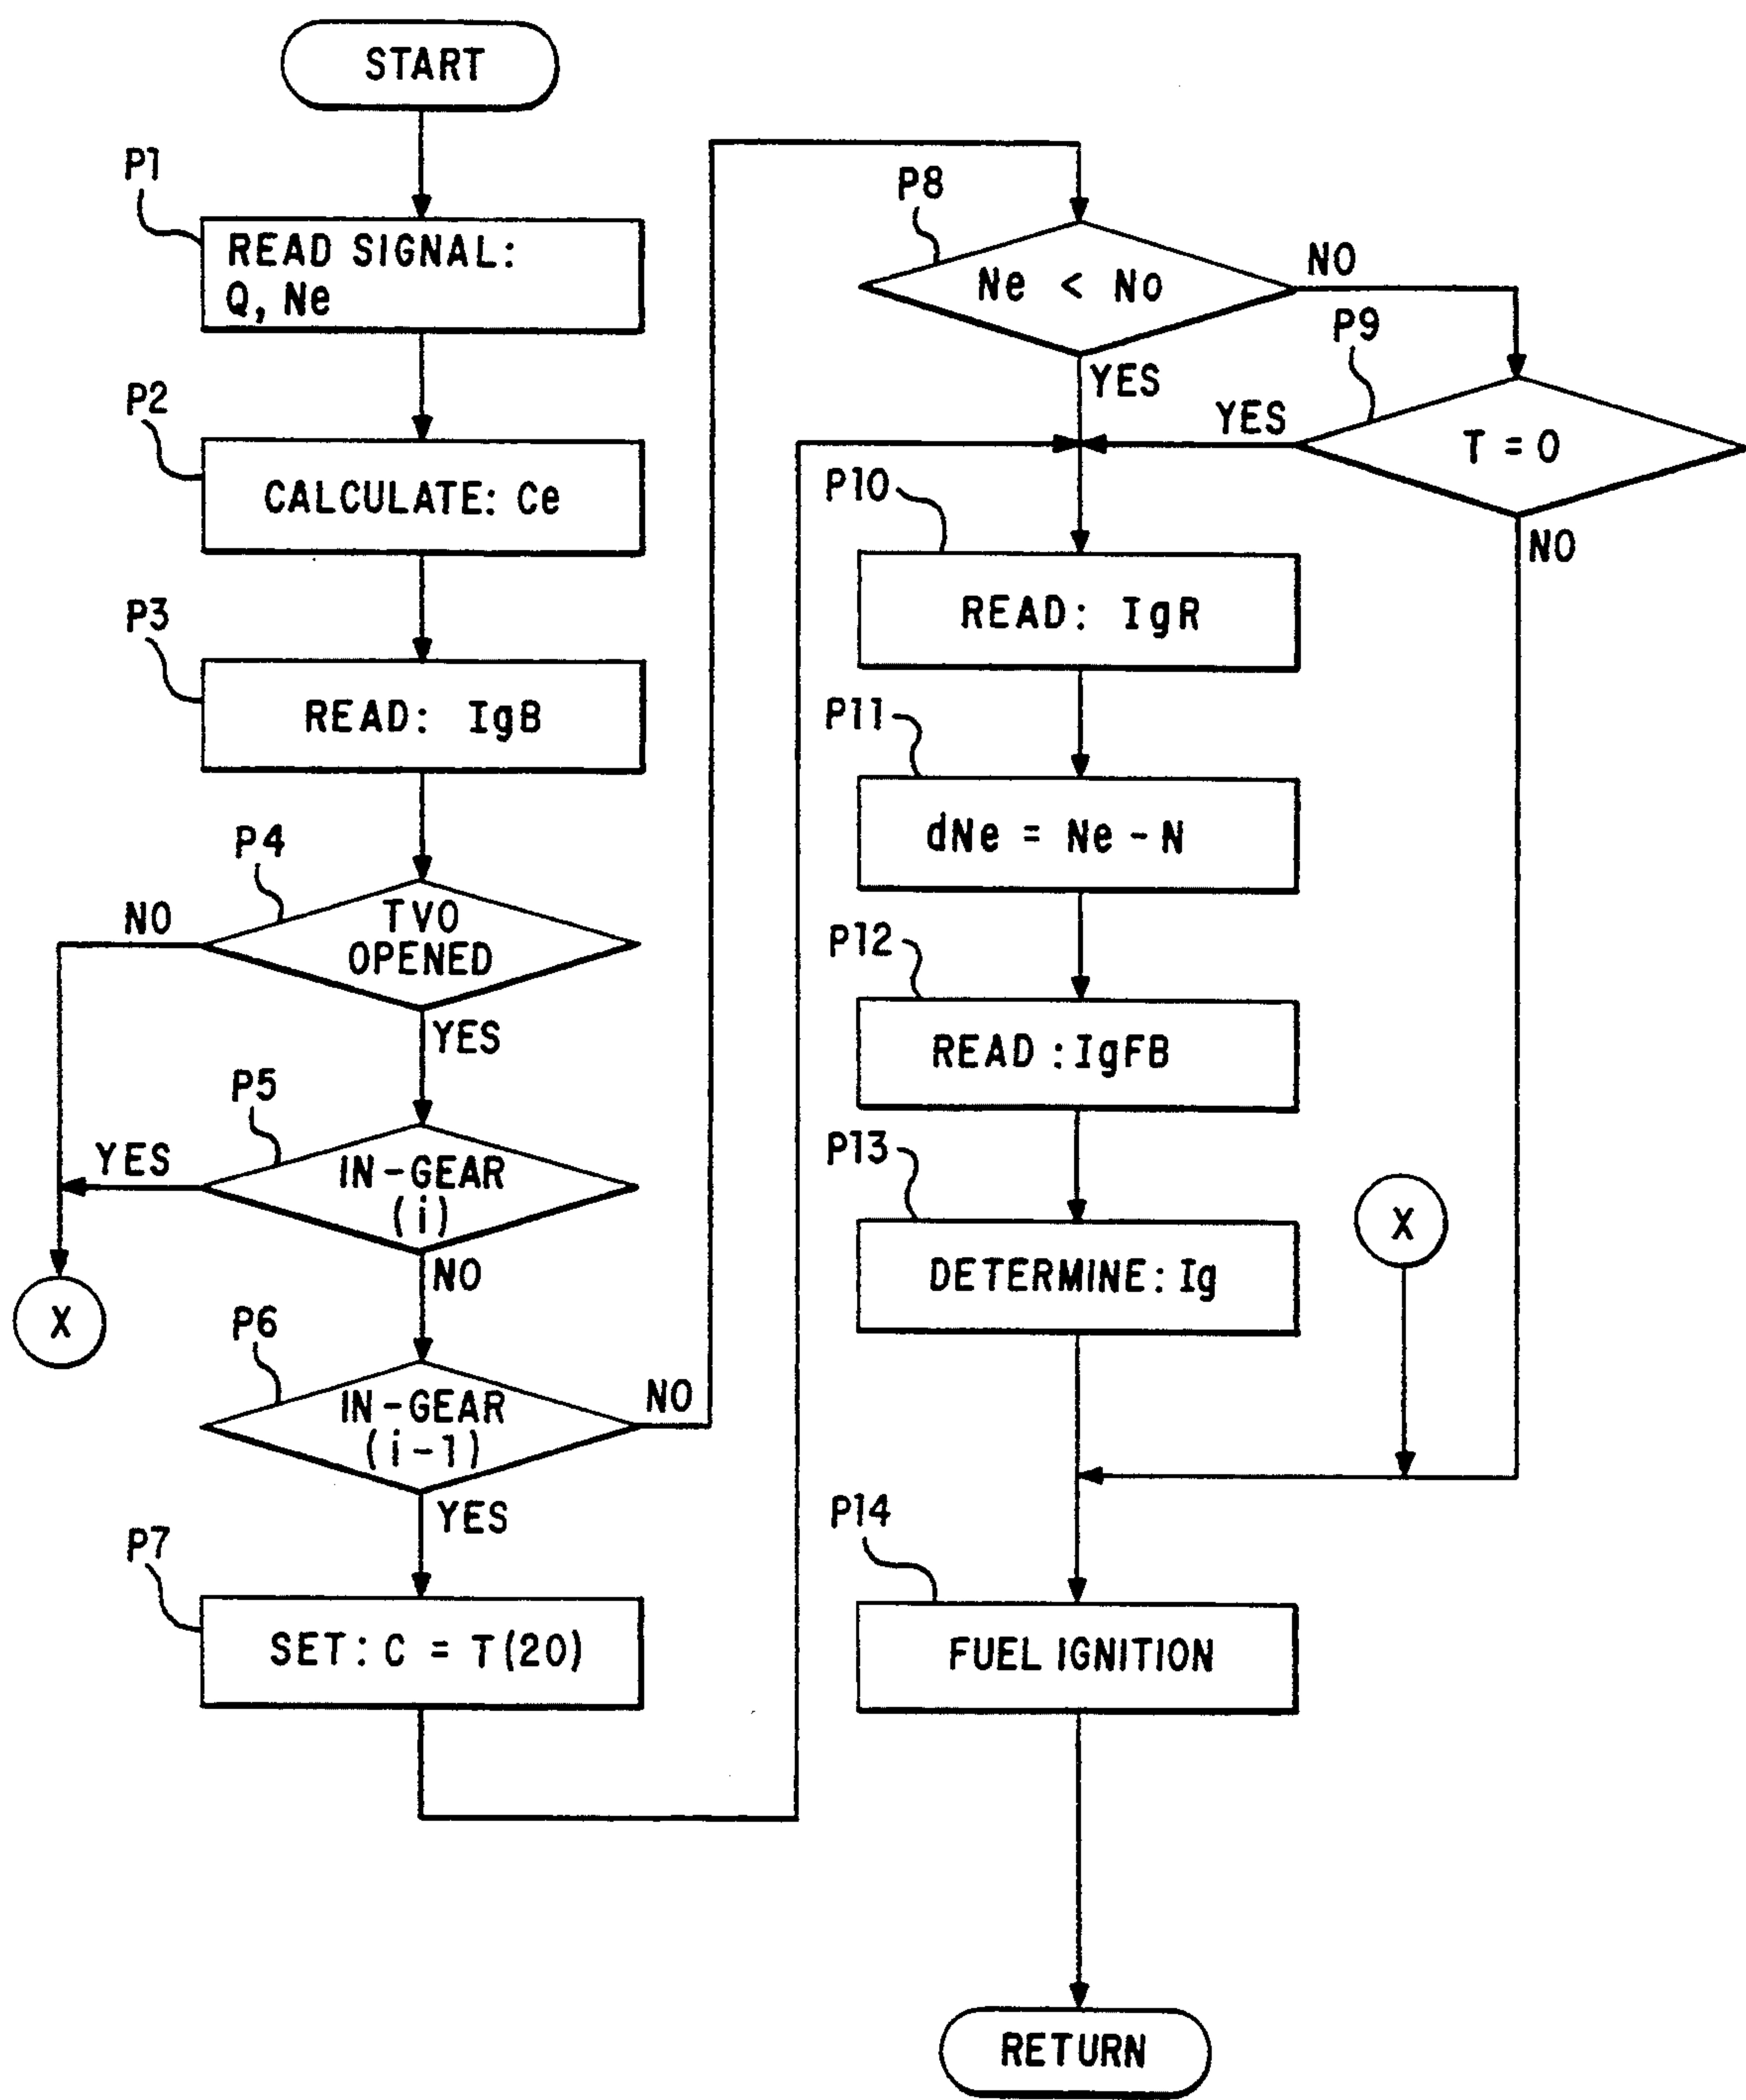 START
P1
READ SIGNAL:
Q, Ne
P2
CALCULATE: Ce
P3
READ: IgB
P4
NO
TVO
OPENED
YES
P5
YES
IN-GEAR
(i)
NO
X
P6
IN-GEAR
(i-1)
NO
YES
P7
SET: C = T(20)
P8
Ne < No
NO
YES
P9
YES
T = 0
NO
P10
READ: IgR
P11
dNe = Ne - N
P12
READ : IgFB
P13
DETERMINE: Ig
X
P14
FUEL IGNITION
RETURN